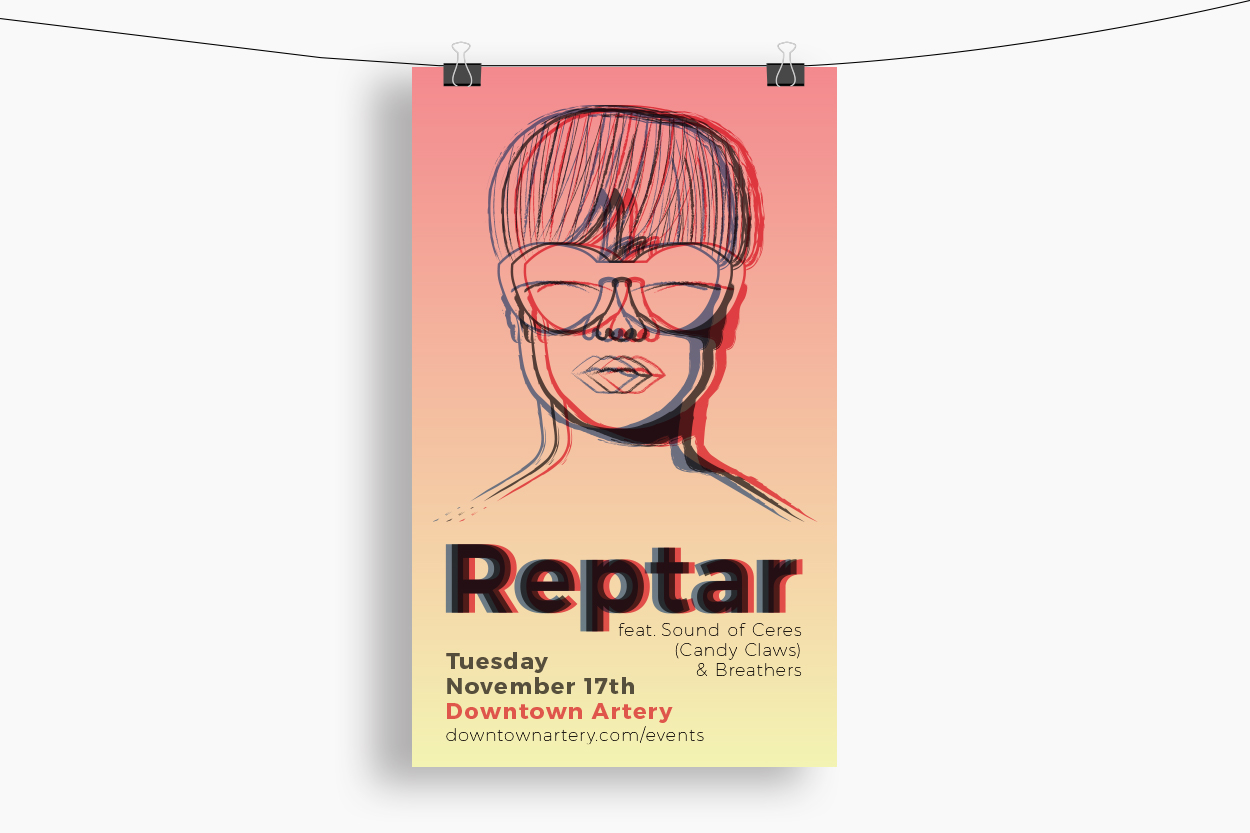 Reptar
feat. Sound of Ceres
(Candy Claws)
& Breathers
Tuesday
November 17th
Downtown Artery
downtownartery.com/events